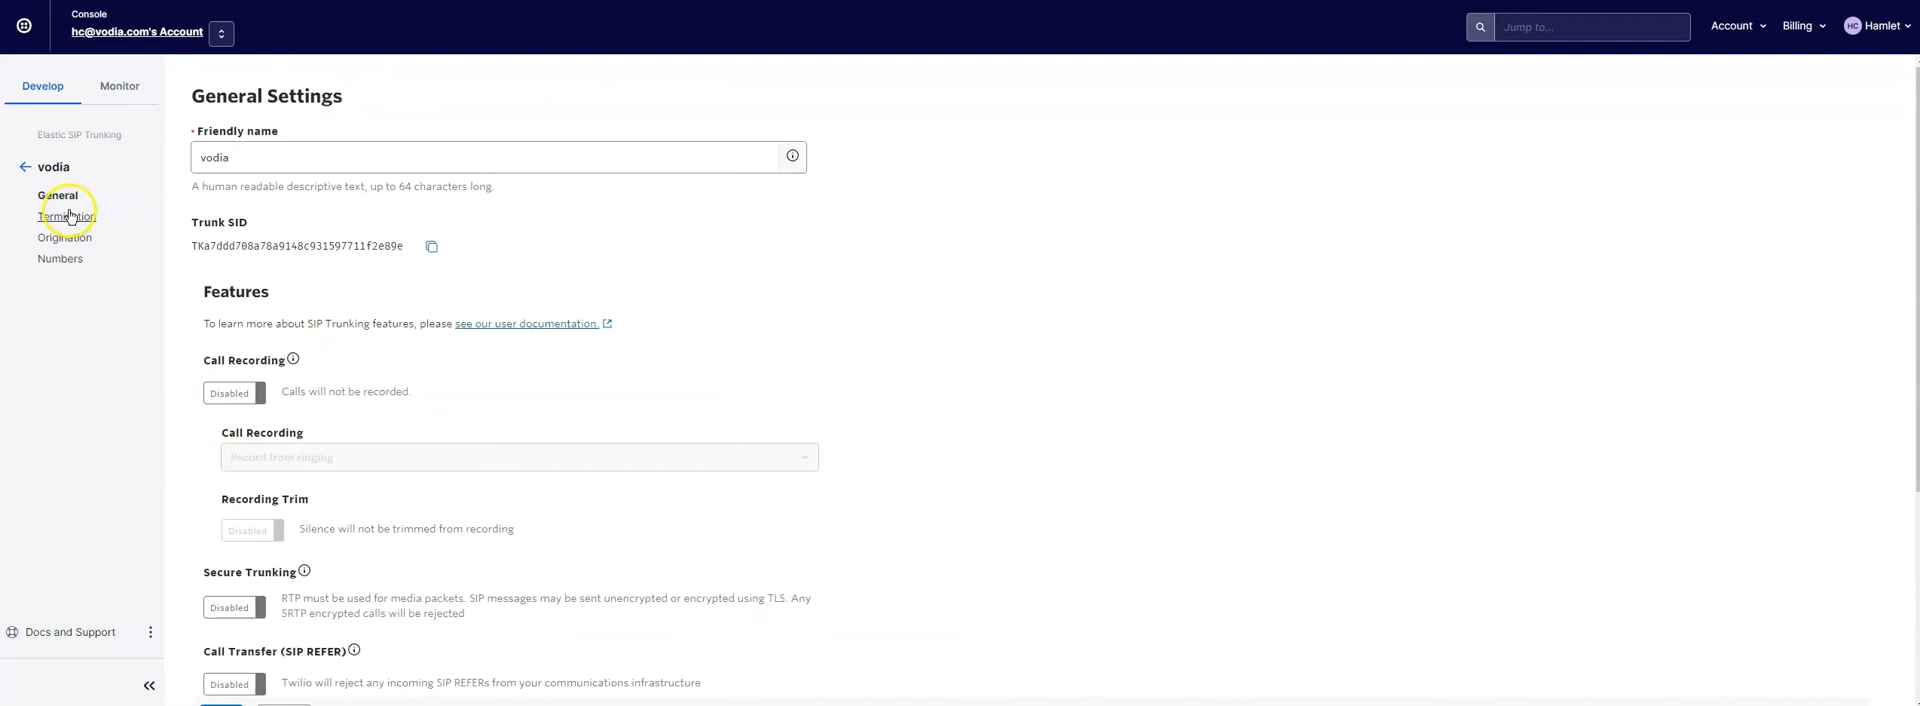 Console
hc@vodia.com's Account
Jump to...
Account
Billing
HC
Hamlet
Develop
Monitor
Elastic SIP Trunking
vodia
General
Termination
Origination
Numbers
Docs and Support
General Settings
* Friendly name
vodia
A human readable descriptive text, up to 64 characters long.
Trunk SID
TKa7ddd708a78a9148c931597711f2e89e
Features
To learn more about SIP Trunking features, please see our user documentation.
Call Recording
Disabled
Calls will not be recorded.
Call Recording
Record from ringing
Recording Trim
Disabled
Silence will not be trimmed from recording
Secure Trunking
Disabled
RTP must be used for media packets. SIP messages may be sent unencrypted or encrypted using TLS. Any
SRTP encrypted calls will be rejected
Call Transfer (SIP REFER)
Disabled
Twilio will reject any incoming SIP REFERs from your communications infrastructure